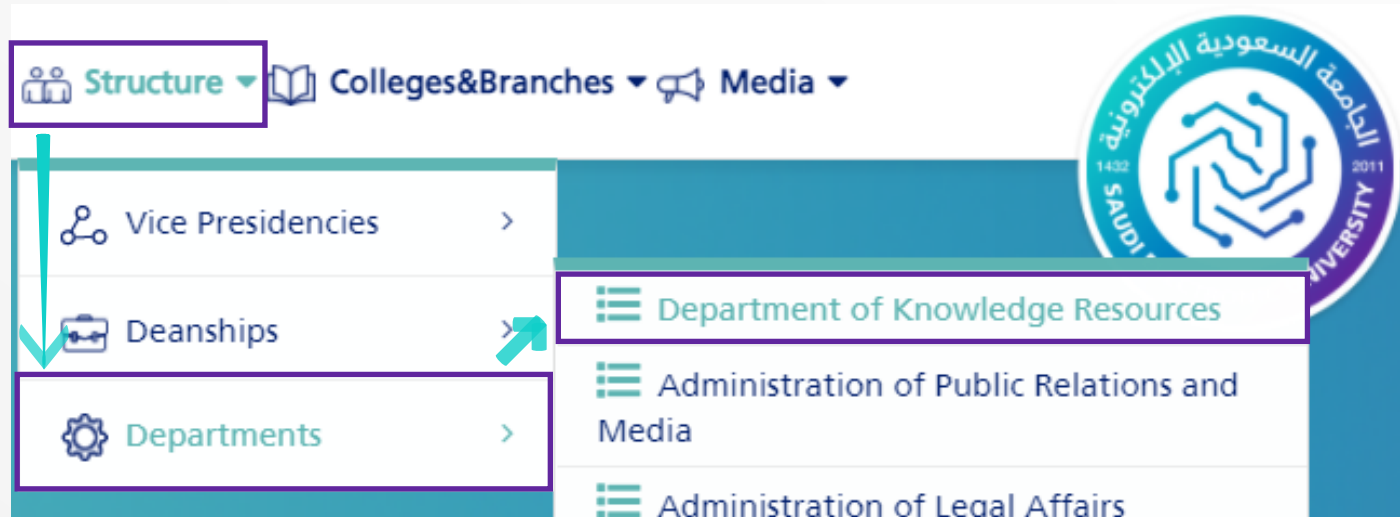 Structure
Colleges&Branches
Media
الجامعة السعودية الإلكترونية
1432
2011
SAUDI
Vice Presidencies
Deanships
Departments
Department of Knowledge Resources
Administration of Public Relations and
Media
Administration of Legal Affairs